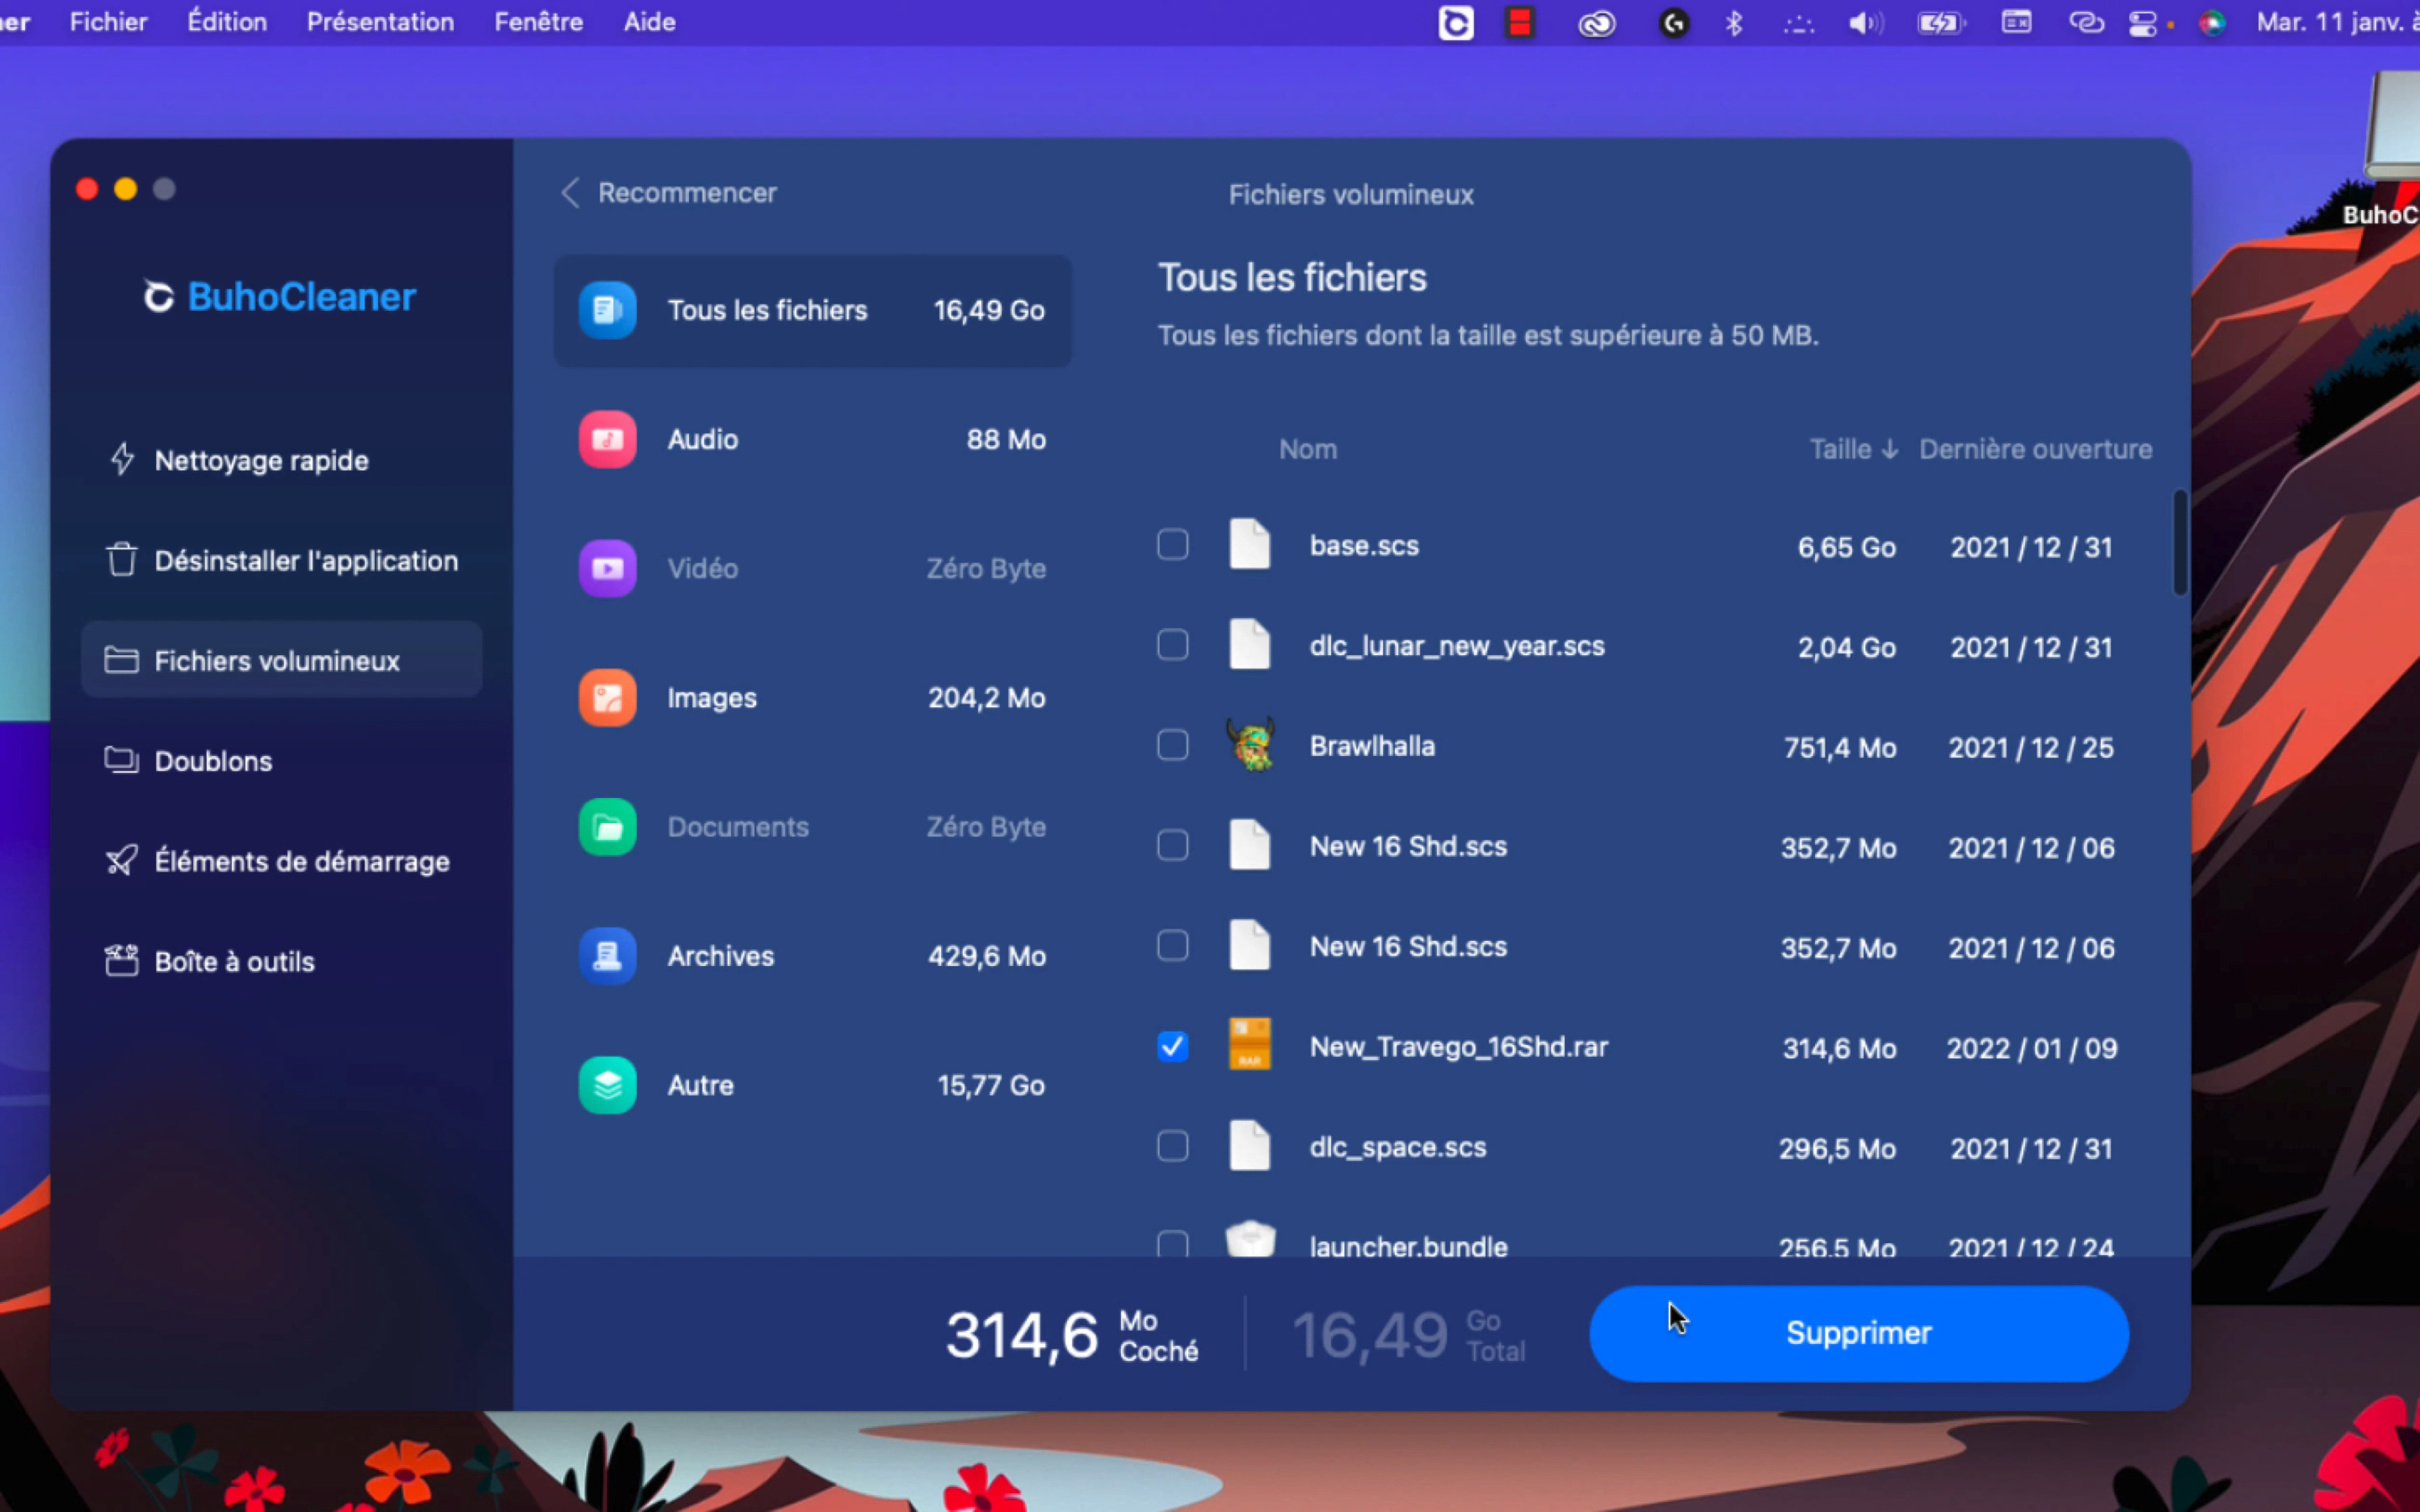 Fichier Édition Présentation Fenêtre Aide
Mar. 11 janv.
BuhoCleaner
Nettoyage rapide
Désinstaller l'application
Fichiers volumineux
Doublons
Éléments de démarrage
Boîte à outils
Recommencer
Fichiers volumineux
Tous les fichiers 16,49 Go
Audio 88 Mo
Vidéo Zéro Byte
Images 204,2 Mo
Documents Zéro Byte
Archives 429,6 Mo
Autre 15,77 Go
Tous les fichiers
Tous les fichiers dont la taille est supérieure à 50 MB.
Nom Taille ↓ Dernière ouverture
base.scs 6,65 Go 2021 / 12 / 31
dlc_lunar_new_year.scs 2,04 Go 2021 / 12 / 31
Brawlhalla 751,4 Mo 2021 / 12 / 25
New 16 Shd.scs 352,7 Mo 2021 / 12 / 06
New 16 Shd.scs 352,7 Mo 2021 / 12 / 06
RAR
New_Travego_16Shd.rar 314,6 Mo 2022 / 01 / 09
dlc_space.scs 296,5 Mo 2021 / 12 / 31
launcher.bundle 256,5 Mo 2021 / 12 / 24
314,6 Mo Coché
16,49 Go Total
Supprimer
BuhoC